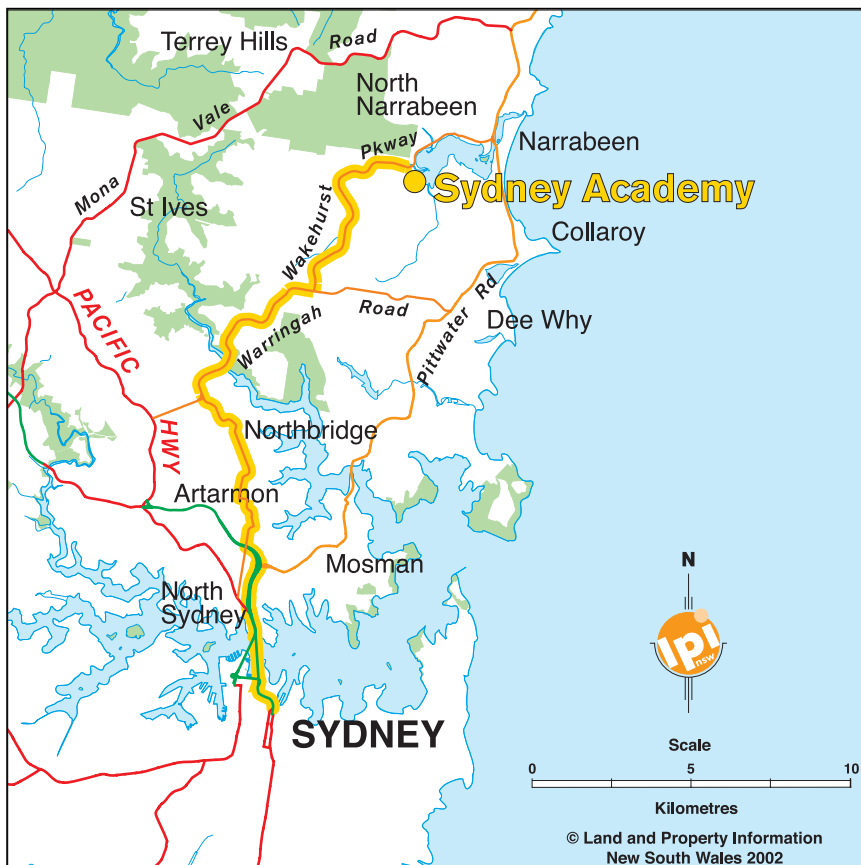 Terrey Hills
Road
North
Narrabeen
Vale
Pkway
Narrabeen
Mona
Sydney Academy
St Ives
Wakehurst
Collaroy
PACIFIC
Road
Pittwater Rd
Dee Why
Warringah
Northbridge
HWY
Artarmon
Mosman
North
Sydney
N
lpi
nsw
SYDNEY
Scale
0 5 10
Kilometres
© Land and Property Information
New South Wales 2002